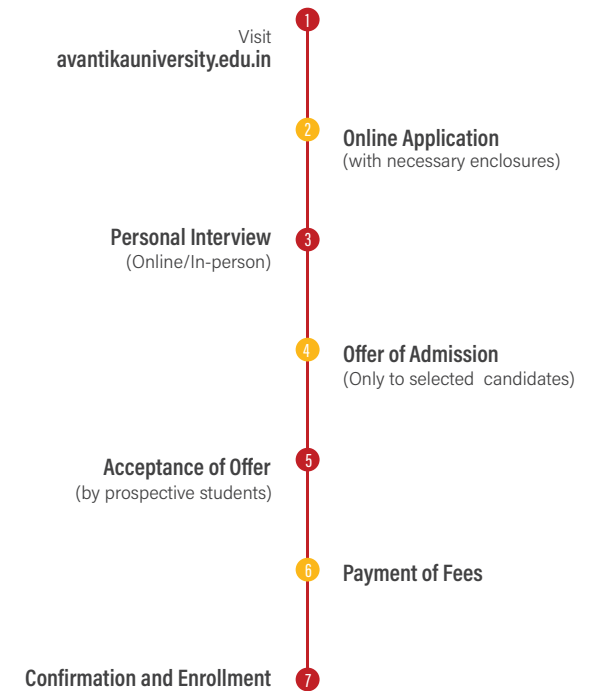 1
Visit
avantikauniversity.edu.in
2
Online Application
(with necessary enclosures)
Personal Interview
3
(Online/In-person)
4
Offer of Admission
(Only to selected candidates)
Acceptance of Offer
5
(by prospective students)
6
Payment of Fees
Confirmation and Enrollment
7